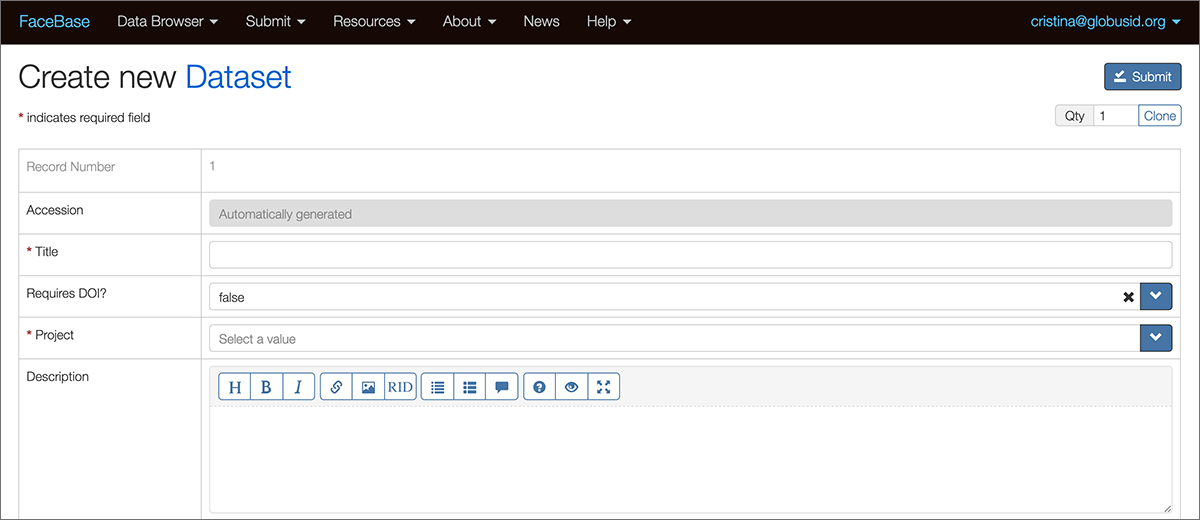 FaceBase Data Browser Submit Resources About News Help cristina@globusid.org
Create new Dataset Submit
* indicates required field Qty 1 Clone
Record Number 1
Accession Automatically generated
* Title
Requires DOI? false
* Project Select a value
Description H B I RID